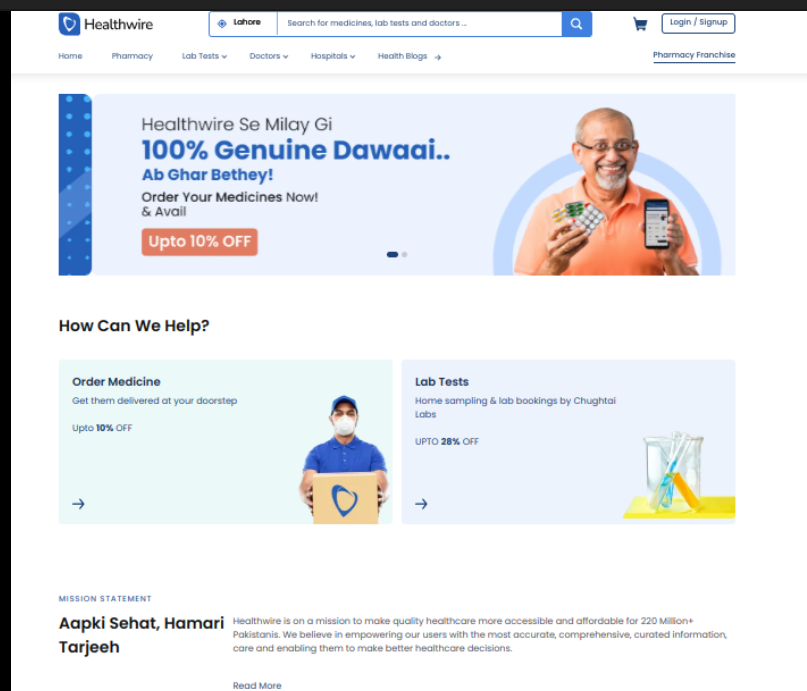 Healthwire
Lahore
Search for medicines, lab tests and doctors ...
Login / Signup
Home
Pharmacy
Lab Tests
Doctors
Hospitals
Health Blogs
Pharmacy Franchise
Healthwire Se Milay Gi
100% Genuine Dawaai..
Ab Ghar Bethey!
Order Your Medicines Now!
& Avail
Upto 10% OFF
How Can We Help?
Order Medicine
Get them delivered at your doorstep
Upto 10% OFF
Lab Tests
Home sampling & lab bookings by Chughtai
Labs
UPTO 28% OFF
MISSION STATEMENT
Aapki Sehat, Hamari
Tarjeeh
Healthwire is on a mission to make quality healthcare more accessible and affordable for 220 Million+
Pakistanis. We believe in empowering our users with the most accurate, comprehensive, curated information,
care and enabling them to make better healthcare decisions.
Read More